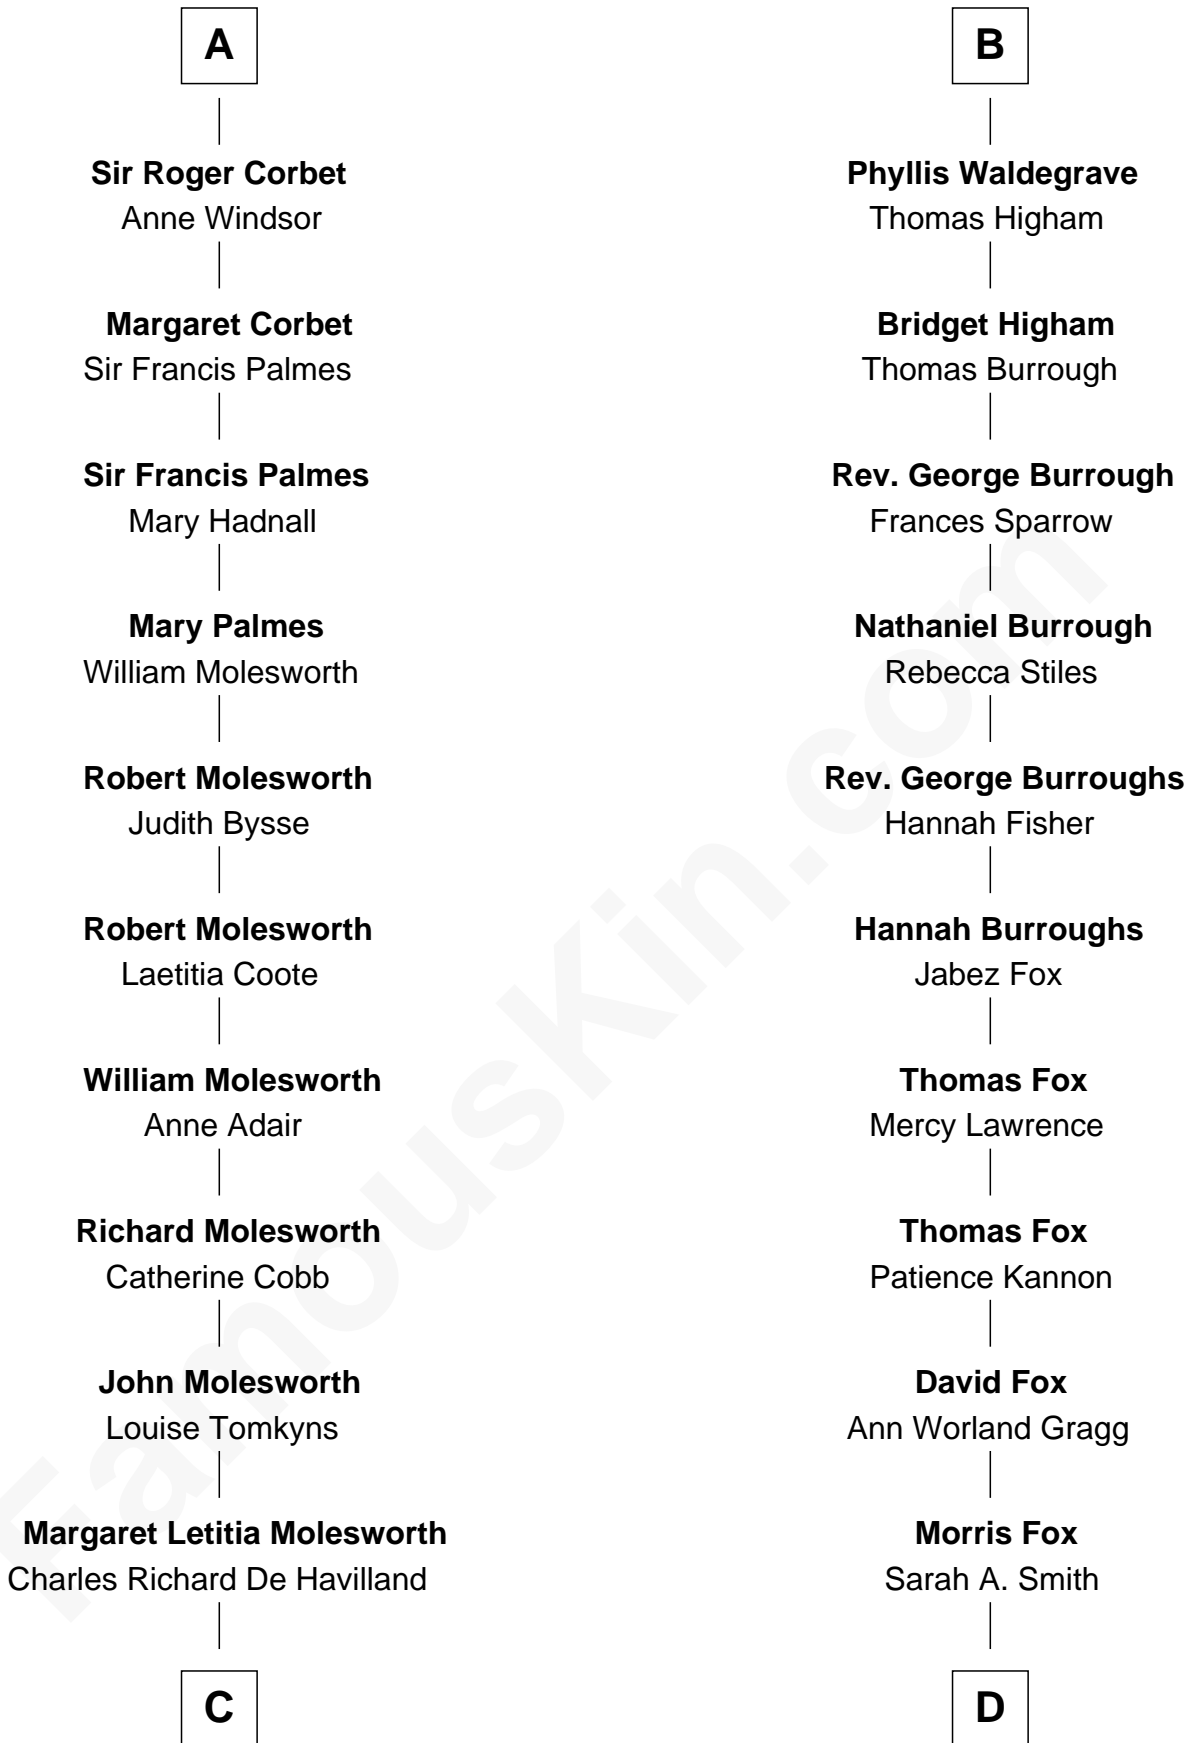 A
Sir Roger Corbet
Anne Windsor
Margaret Corbet
Sir Francis Palmes
Sir Francis Palmes
Mary Hadnall
Mary Palmes
William Molesworth
Robert Molesworth
Judith Bysse
Robert Molesworth
Laetitia Coote
William Molesworth
Anne Adair
Richard Molesworth
Catherine Cobb
John Molesworth
Louise Tomkyns
Margaret Letitia Molesworth
Charles Richard De Havilland
C
B
Phyllis Waldegrave
Thomas Higham
Bridget Higham
Thomas Burrough
Rev. George Burrough
Frances Sparrow
Nathaniel Burrough
Rebecca Stiles
Rev. George Burroughs
Hannah Fisher
Hannah Burroughs
Jabez Fox
Thomas Fox
Mercy Lawrence
Thomas Fox
Patience Kannon
David Fox
Ann Worland Gragg
Morris Fox
Sarah A. Smith
D
FamousKin.com